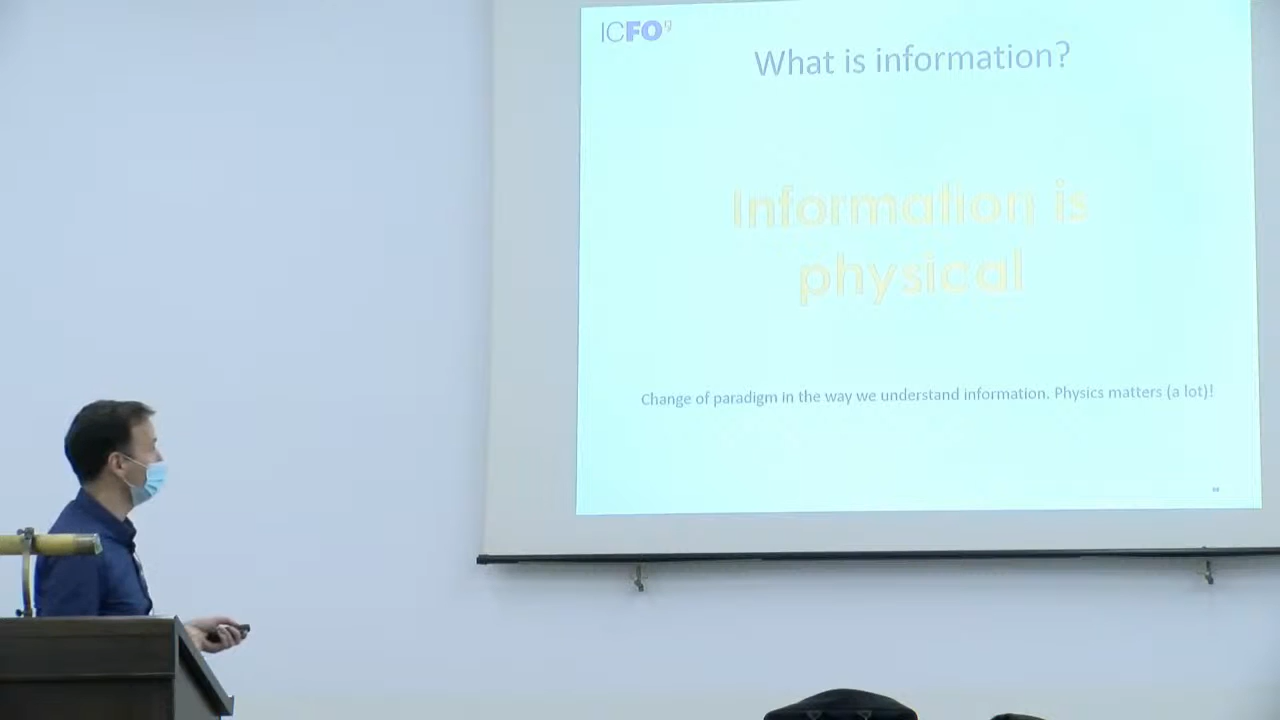 ICFO
What is information?
Information is
physical
Change of paradigm in the way we understand information. Physics matters (a lot)!